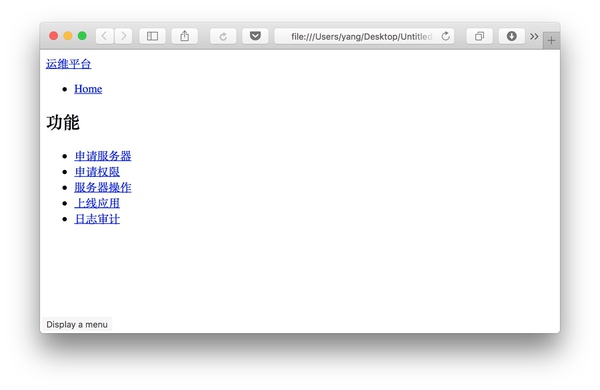 file:///Users/yang/Desktop/Untitled
运维平台
Home
功能
申请服务器
申请权限
服务器操作
上线应用
日志审计
Display a menu